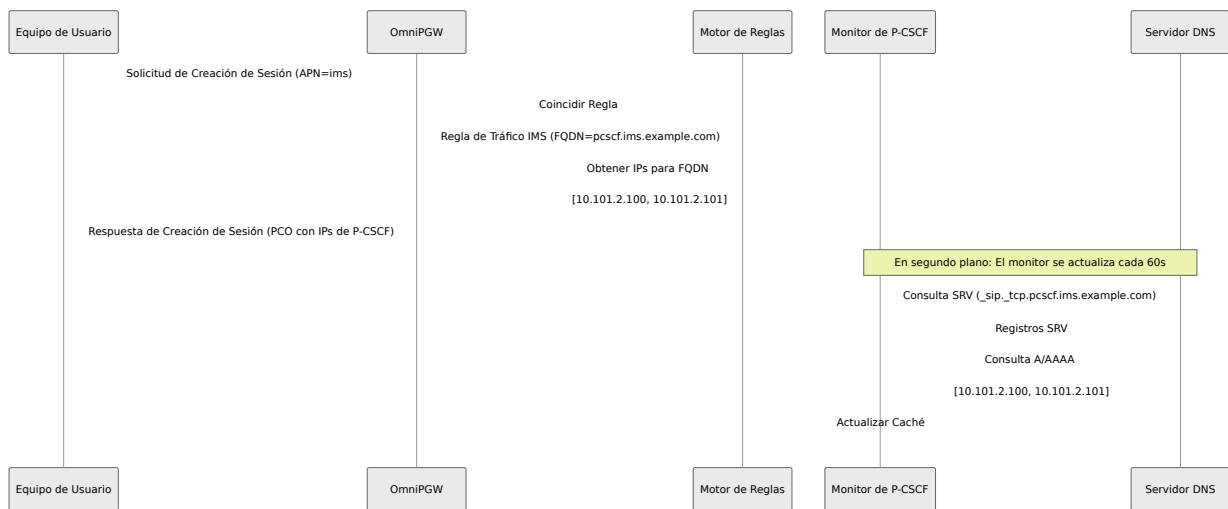 Equipo de Usuario
OmniPGW
Motor de Reglas
Monitor de P-CSCF
Servidor DNS
Solicitud de Creación de Sesión (APN=ims)
Coincidir Regla
Regla de Tráfico IMS (FQDN=pcscf.ims.example.com)
Obtener IPs para FQDN
[10.101.2.100, 10.101.2.101]
Respuesta de Creación de Sesión (PCO con IPs de P-CSCF)
En segundo plano: El monitor se actualiza cada 60s
Consulta SRV (_sip._tcp.pcscf.ims.example.com)
Registros SRV
Consulta A/AAAA
[10.101.2.100, 10.101.2.101]
Actualizar Caché
Equipo de Usuario
OmniPGW
Motor de Reglas
Monitor de P-CSCF
Servidor DNS